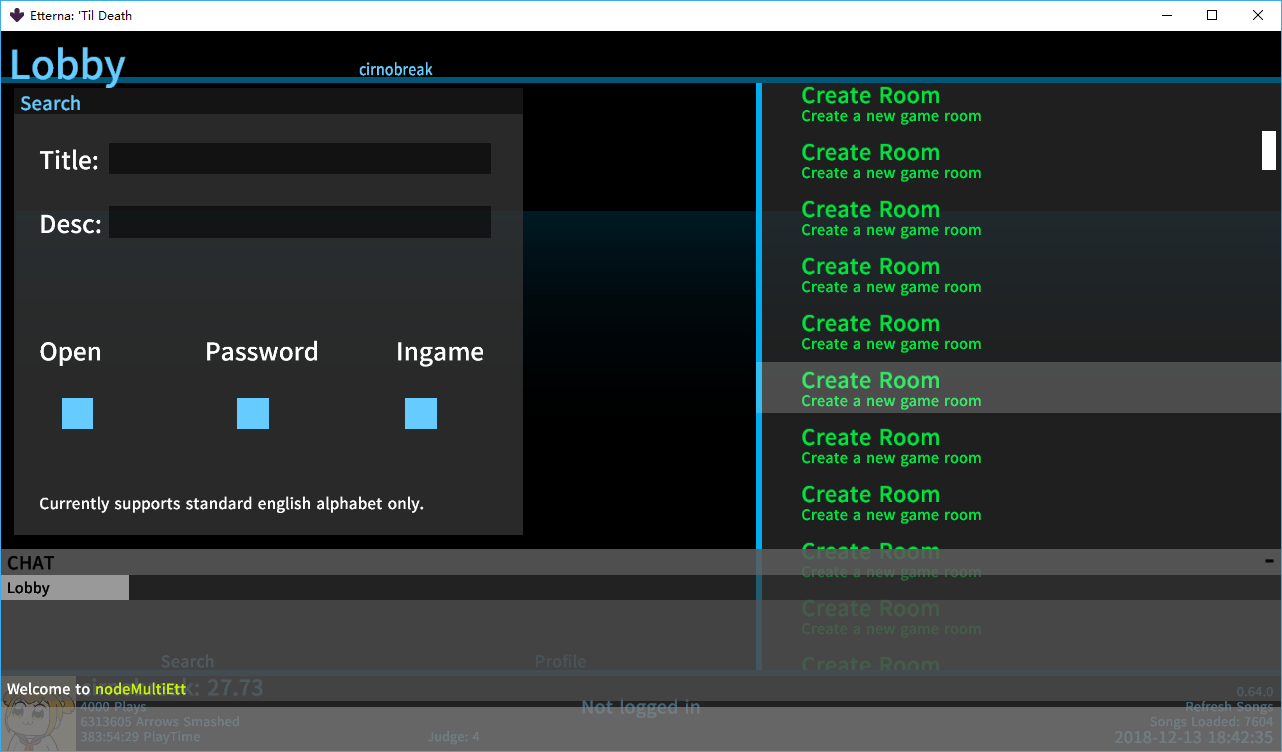 Etterna: 'Til Death
Lobby
cirnobreak
Search
Title:
Desc:
Open Password Ingame
Currently supports standard english alphabet only.
Create Room
Create a new game room
Create Room
Create a new game room
Create Room
Create a new game room
Create Room
Create a new game room
Create Room
Create a new game room
Create Room
Create a new game room
Create Room
Create a new game room
Create Room
Create a new game room
Create Room
Create a new game room
Create Room
Create a new game room
Create Room
CHAT -
Lobby
Search Profile
Welcome to nodeMultiEtt
: 27.73
4000 Plays
6313605 Arrows Smashed
383:54:29 PlayTime
Judge: 4
Not logged in
0.64.0
Refresh Songs
Songs Loaded: 7604
2018-12-13 18:42:35